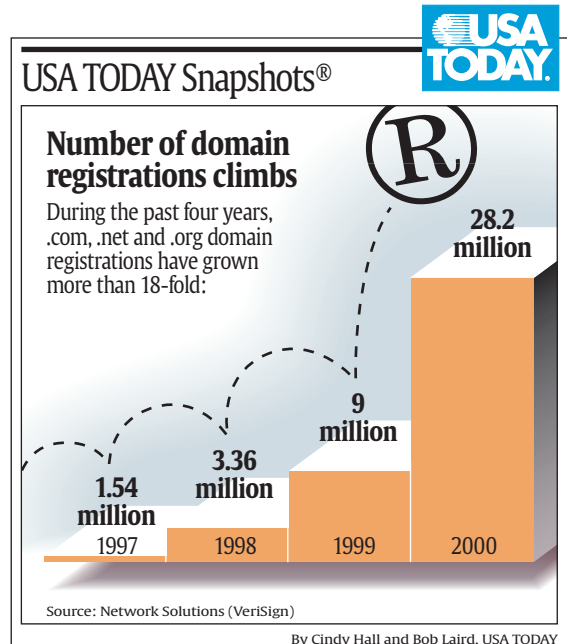 USA
TODAY.
USA TODAY Snapshots®
Number of domain
registrations climbs
During the past four years,
.com, .net and .org domain
registrations have grown
more than 18-fold:
R
28.2
million
9
million
3.36
million
1.54
million
1997 1998 1999 2000
Source: Network Solutions (VeriSign)
By Cindy Hall and Bob Laird, USA TODAY